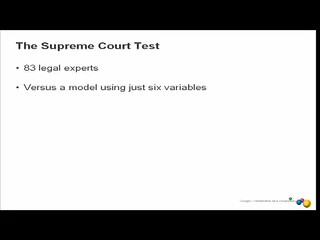 The Supreme Court Test
• 83 legal experts
• Versus a model using just six variables